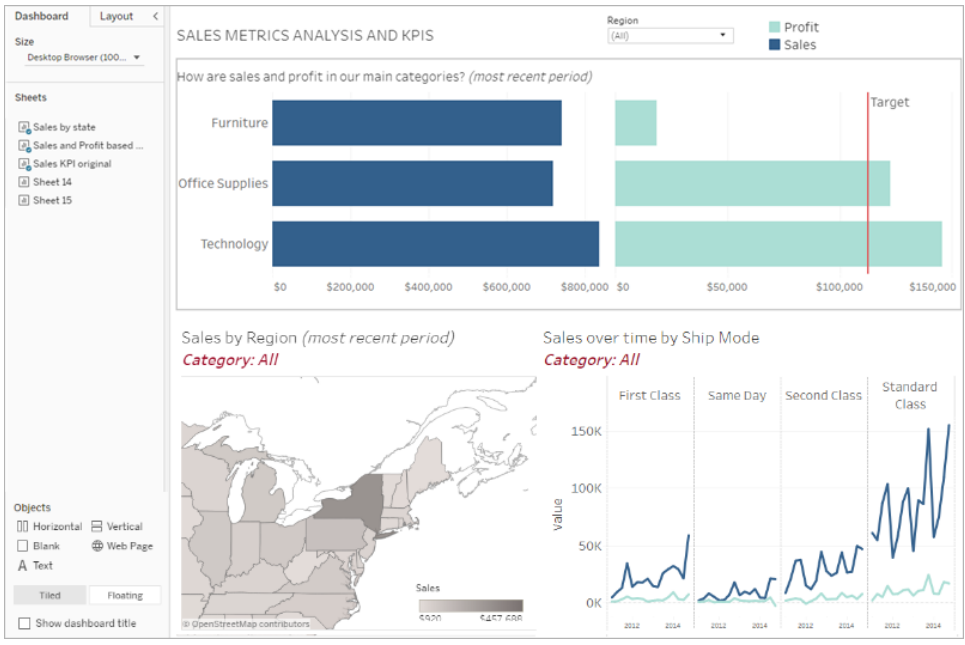 Dashboard Layout <
Size
Desktop Browser (100...
Sheets
Sales by state
Sales and Profit based ...
Sales KPI original
Sheet 14
Sheet 15
Objects
Horizontal Vertical
Blank Web Page
A Text
Tiled Floating
Show dashboard title
SALES METRICS ANALYSIS AND KPIS
Region
(All)
Profit
Sales
How are sales and profit in our main categories? (most recent period)
Target
Furniture
Office Supplies
Technology
$0 $200,000 $400,000 $600,000 $800,000 $0 $50,000 $100,000 $150,000
Sales by Region (most recent period)
Category: All
Sales
$920 $457,688
© OpenStreetMap contributors
Sales over time by Ship Mode
Category: All
First Class Same Day Second Class Standard
Class
150K
100K
50K
0K
Value
2012 2014 2012 2014 2012 2014 2012 2014